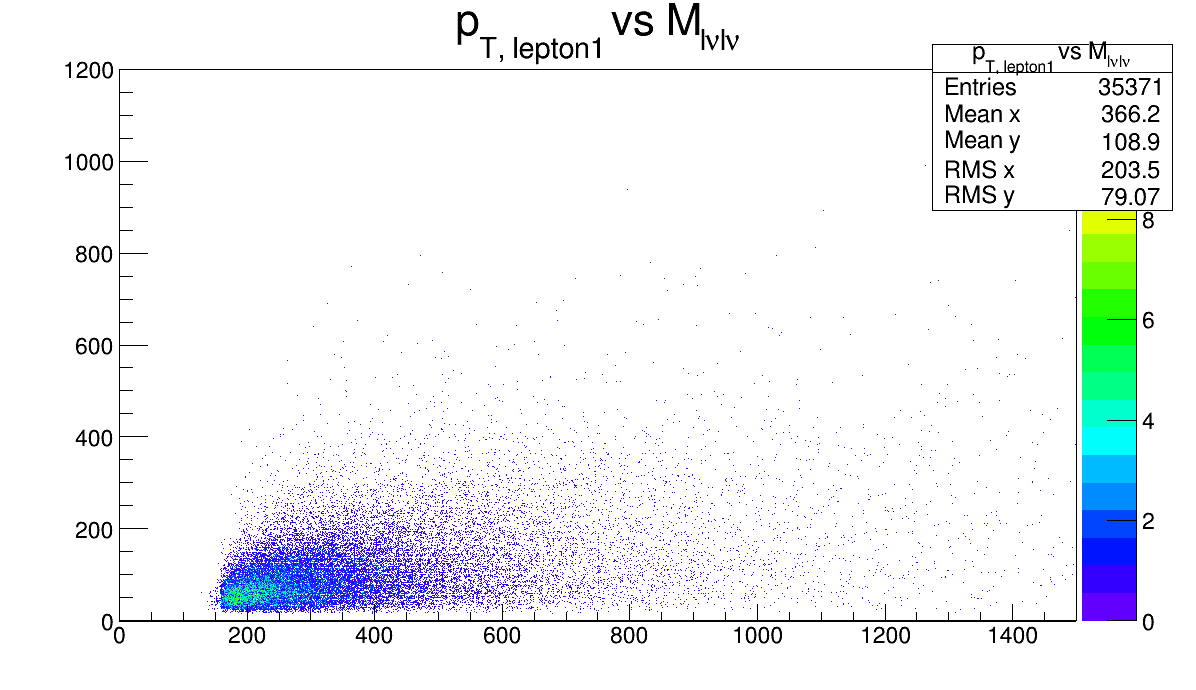 p_T, lepton1 vs M_lνlν
p_T, lepton1 vs M_lνlν
Entries 35371
Mean x 366.2
Mean y 108.9
RMS x 203.5
RMS y 79.07
1200
1000
800
600
400
200
0
0 200 400 600 800 1000 1200 1400
8
6
4
2
0